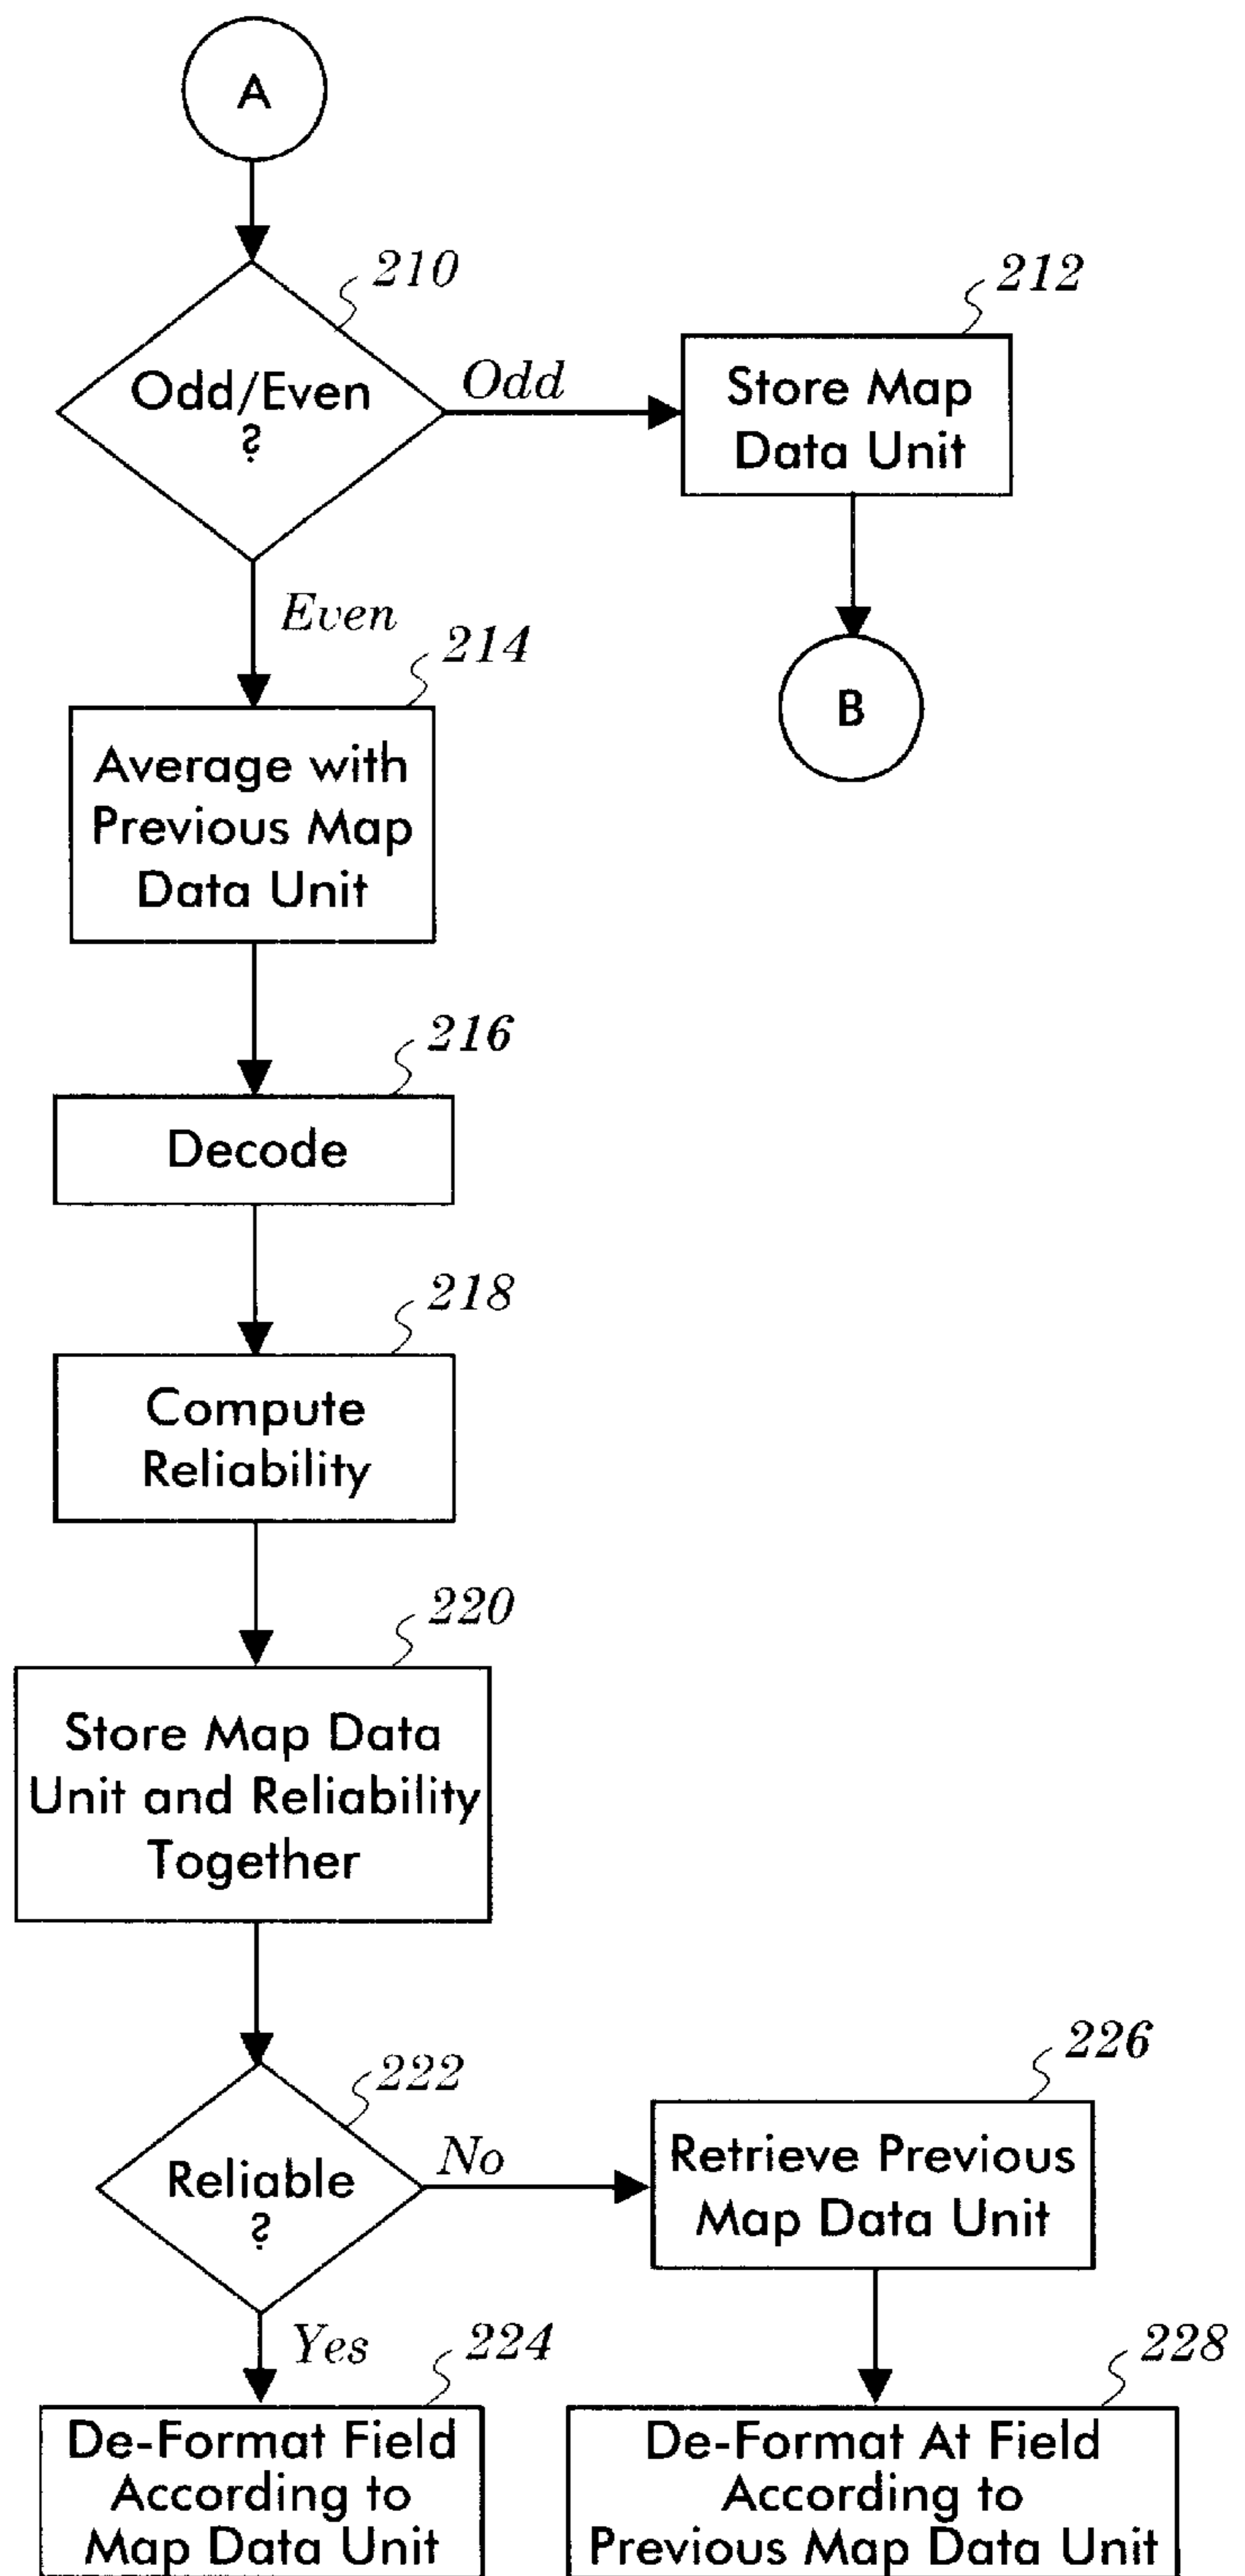 A
210
212
Odd/Even
?
Odd
Store Map
Data Unit
Even
214
B
Average with
Previous Map
Data Unit
216
Decode
218
Compute
Reliability
220
Store Map Data
Unit and Reliability
Together
222
226
Reliable
?
No
Retrieve Previous
Map Data Unit
Yes
224
228
De-Format Field
According to
Map Data Unit
De-Format At Field
According to
Previous Map Data Unit